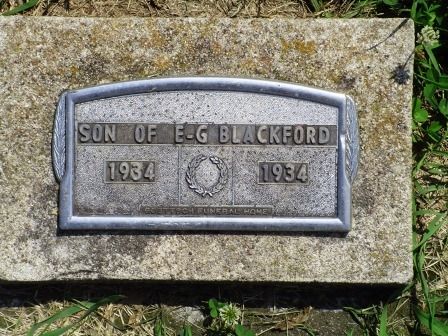 SON OF E-G BLACKFORD
1934 1934
FUNERAL HOME